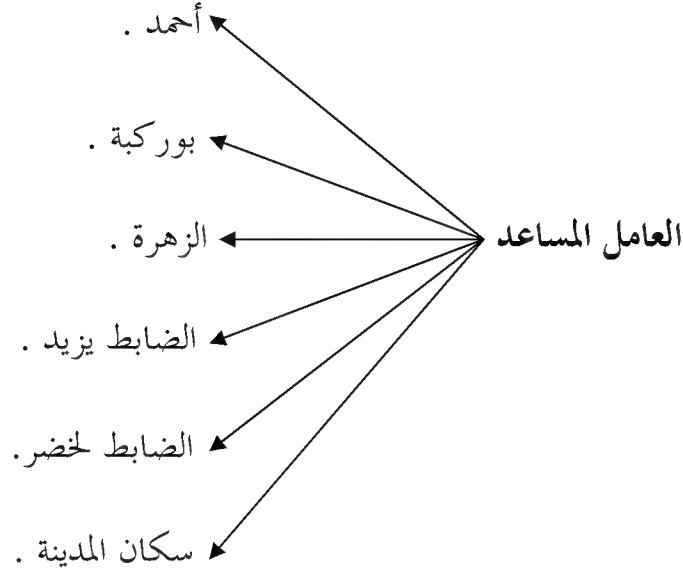 أحمد .
بوركبة .
العامل المساعد
الزهرة .
الضابط يزيد .
الضابط لخضر .
سكان المدينة .